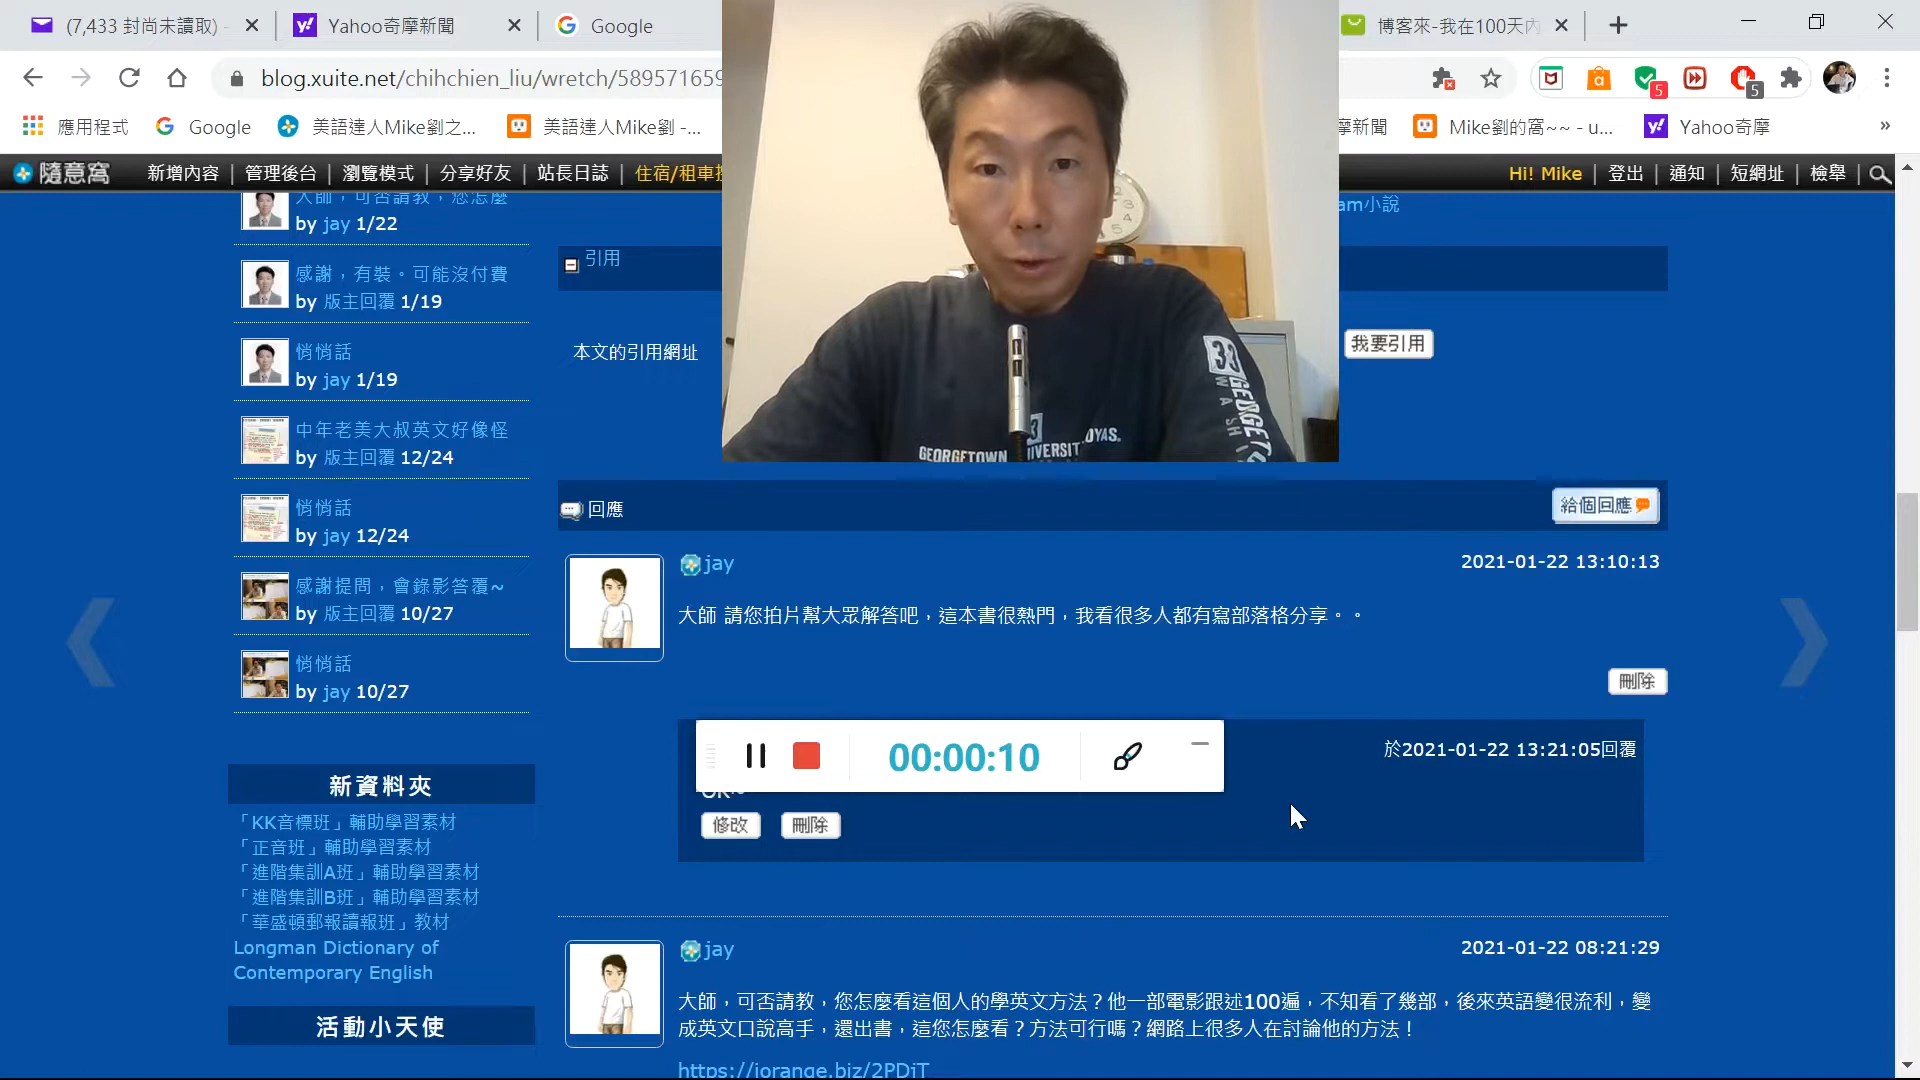 (7,433 封尚未讀取) -
Yahoo奇摩新聞
Google
博客來-我在100天內
blog.xuite.net/chihchien_liu/wretch/589571659
5
5
應用程式
Google
美語達人Mike劉之...
美語達人Mike劉 -...
摩新聞
Mike劉的窩~~ - u...
Yahoo奇摩
»
隨意窩
新增內容 | 管理後台 | 瀏覽模式 | 分享好友 | 站長日誌 | 住宿/租車
Hi! Mike | 登出 | 通知 | 短網址 | 檢舉
大師，可否請教，您怎麼
by jay 1/22
感謝，有裝。可能沒付費
by 版主回覆 1/19
悄悄話
by jay 1/19
中年老美大叔英文好像怪
by 版主回覆 12/24
悄悄話
by jay 12/24
感謝提問，會錄影答覆~
by 版主回覆 10/27
悄悄話
by jay 10/27
新資料夾
「KK音標班」輔助學習素材
「正音班」輔助學習素材
「進階集訓A班」輔助學習素材
「進階集訓B班」輔助學習素材
「華盛頓郵報讀報班」教材
Longman Dictionary of
Contemporary English
活動小天使
am小說
引用
本文的引用網址
我要引用
33
GEORGETO
WASH
33
OYAS.
GEORGETOWN
UNIVERSIT
回應
給個回應
jay
2021-01-22 13:10:13
大師 請您拍片幫大眾解答吧，這本書很熱門，我看很多人都有寫部落格分享。。
刪除
00:00:10
於2021-01-22 13:21:05回覆
OK~
修改
刪除
jay
2021-01-22 08:21:29
大師，可否請教，您怎麼看這個人的學英文方法？他一部電影跟述100遍，不知看了幾部，後來英語變很流利，變
成英文口說高手，還出書，這您怎麼看？方法可行嗎？網路上很多人在討論他的方法！
https://iorange.biz/2PDiT